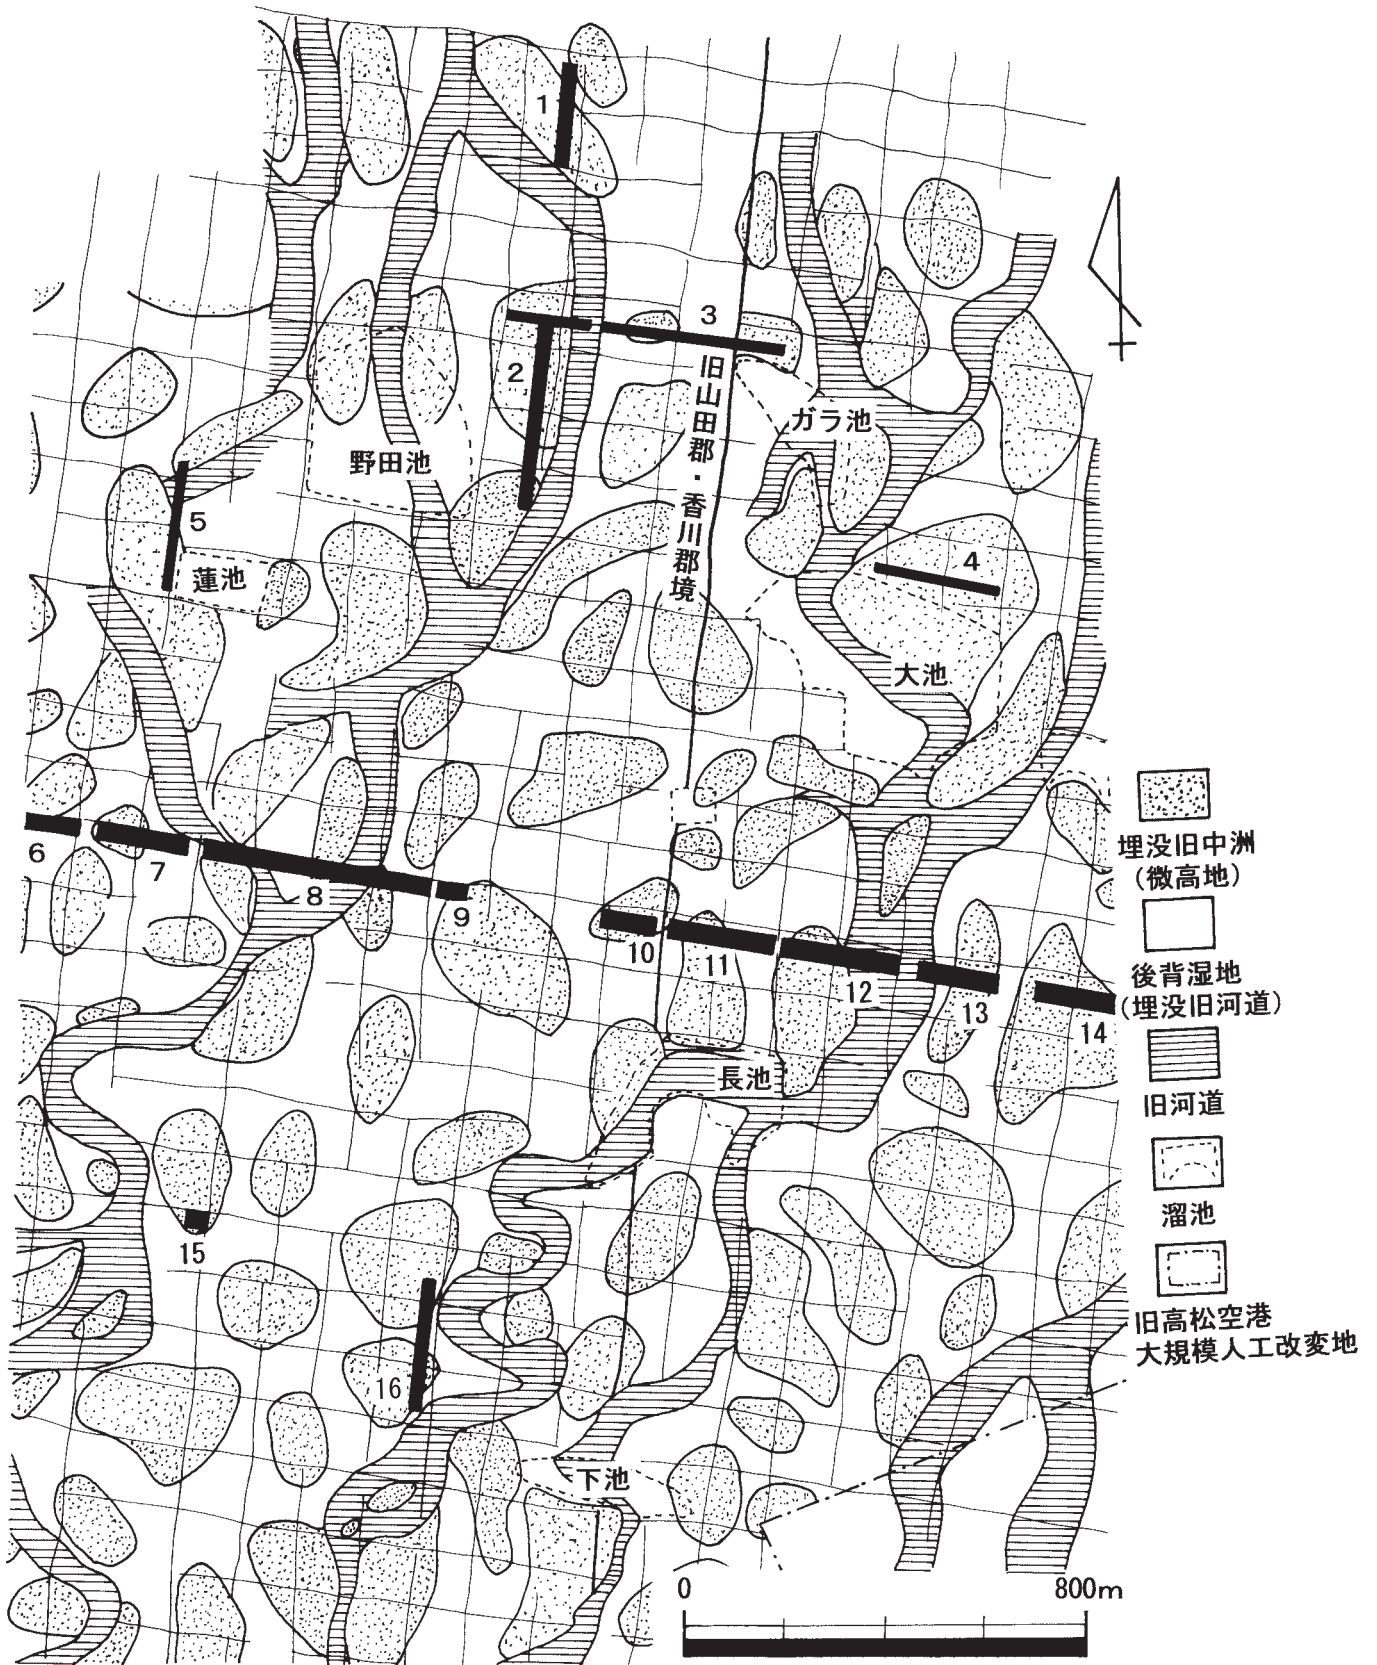 1
3
2
旧山田郡・香川郡境
ガラ池
野田池
5
蓮池
4
大池
6
7
8
9
10
11
12
13
14
長池
15
16
下池
埋没旧中洲
(微高地)
後背湿地
(埋没旧河道)
旧河道
溜池
旧高松空港
大規模人工改変地
0
800m